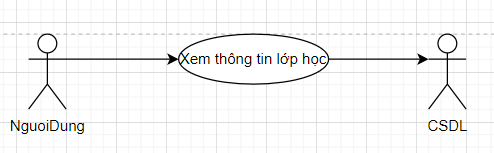 Xem thông tin lớp học
NguoiDung
CSDL